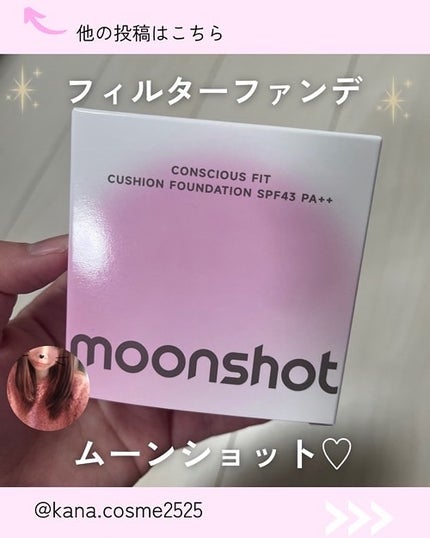 他の投稿はこちら
フィルターファンデ
CONSCIOUS FIT
CUSHION FOUNDATION SPF43 PA++
moonshot
ムーンショット♡
@kana.cosme2525